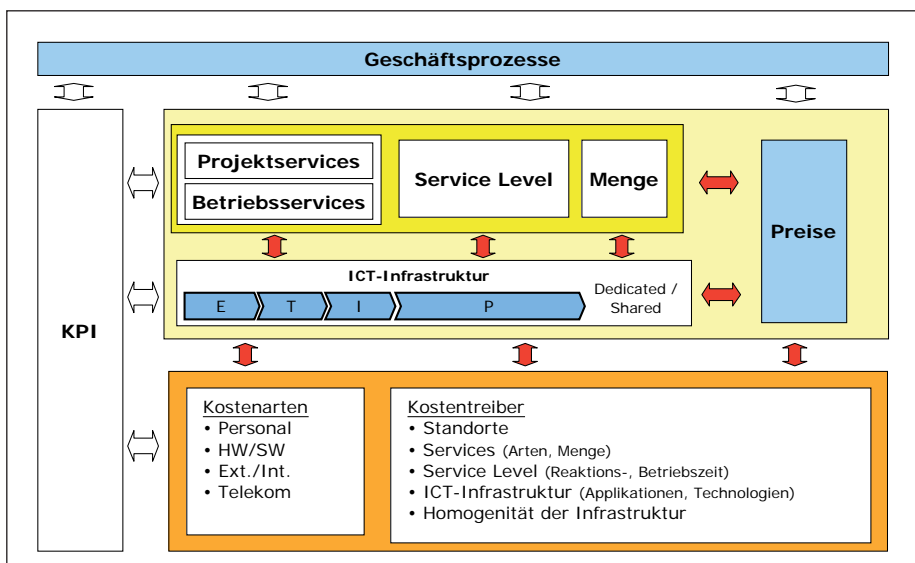 Geschäftsprozesse
KPI
Projektservices
Betriebsservices
Service Level
Menge
Preise
ICT-Infrastruktur
E
T
I
P
Dedicated /
Shared
Kostenarten
• Personal
• HW/SW
• Ext./Int.
• Telekom
Kostentreiber
• Standorte
• Services (Arten, Menge)
• Service Level (Reaktions-, Betriebszeit)
• ICT-Infrastruktur (Applikationen, Technologien)
• Homogenität der Infrastruktur